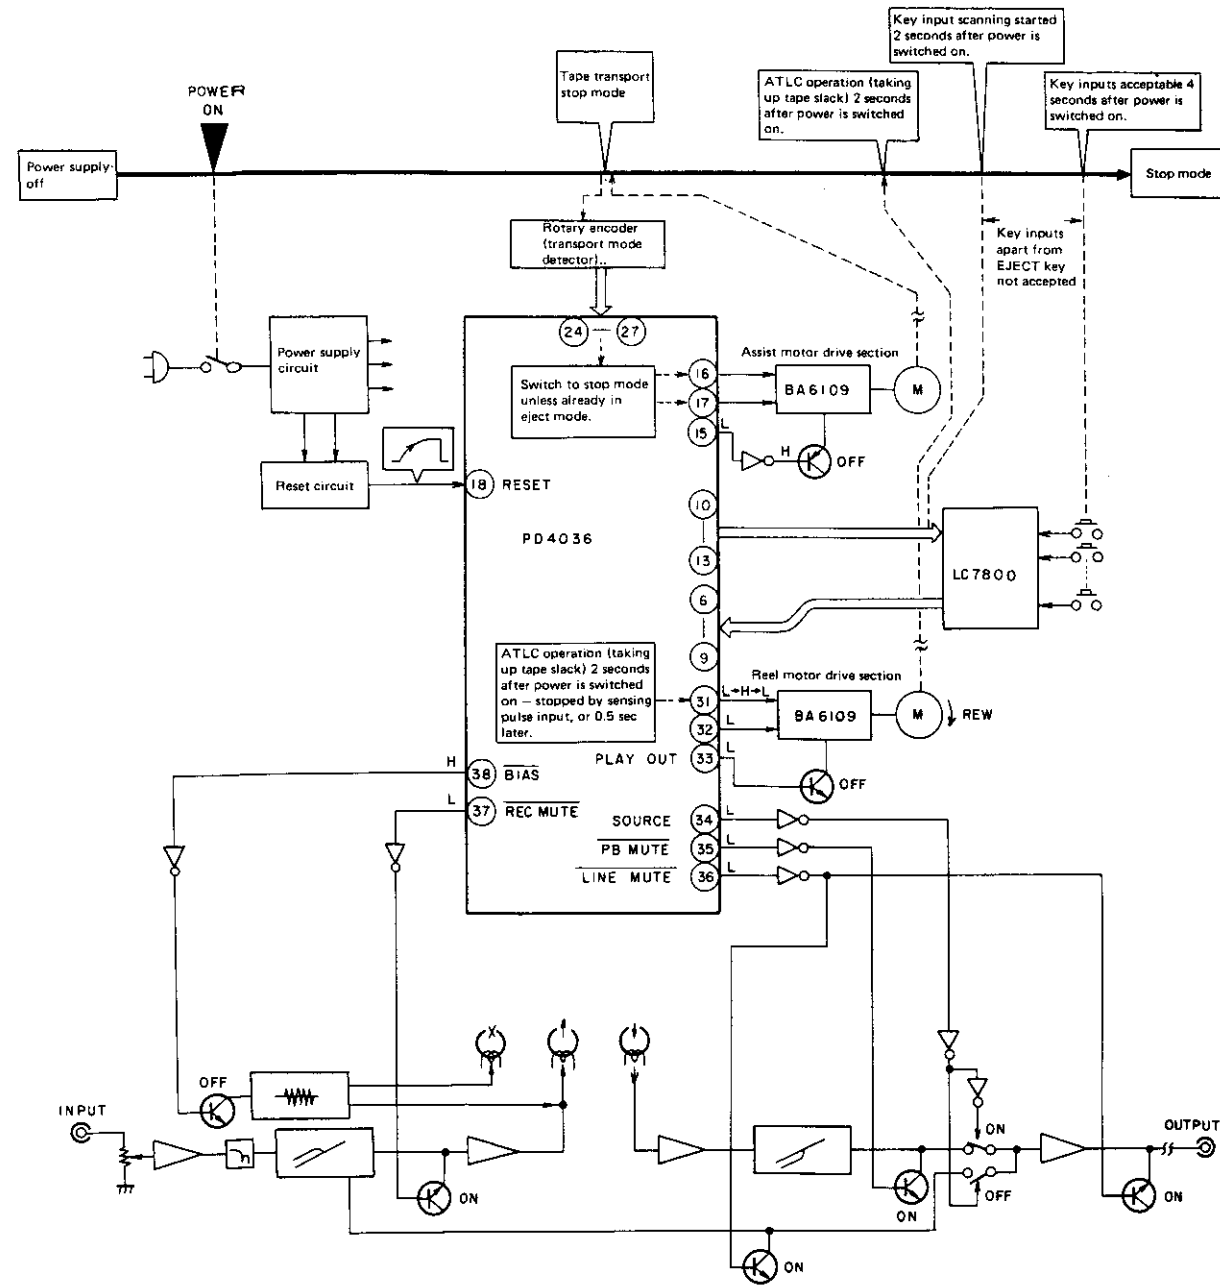 Key input scanning started
2 seconds after power is
switched on.
Tape transport
stop mode
ATLC operation (taking
up tape slack) 2 seconds
after power is switched
on.
Key inputs acceptable 4
seconds after power is
switched on.
POWER
ON
Power supply
off
Stop mode
Rotary encoder
(transport mode
detector)..
Key inputs
apart from
EJECT key
not accepted
24
27
Power supply
circuit
Switch to stop mode
unless already in
eject mode.
16
17
15
L
H
Assist motor drive section
BA6109
M
OFF
Reset circuit
18
RESET
PD4036
10
13
6
9
LC7800
ATLC operation (taking
up tape slack) 2 seconds
after power is switched
on — stopped by sensing
pulse input, or 0.5 sec
later.
Reel motor drive section
31
L→H→L
BA6109
M
REW
32
L
PLAY OUT
33
L
OFF
H
38
BIAS
L
37
REC MUTE
SOURCE
34
L
PB MUTE
35
L
LINE MUTE
36
L
OFF
INPUT
ON
ON
ON
OFF
OUTPUT
ON
ON